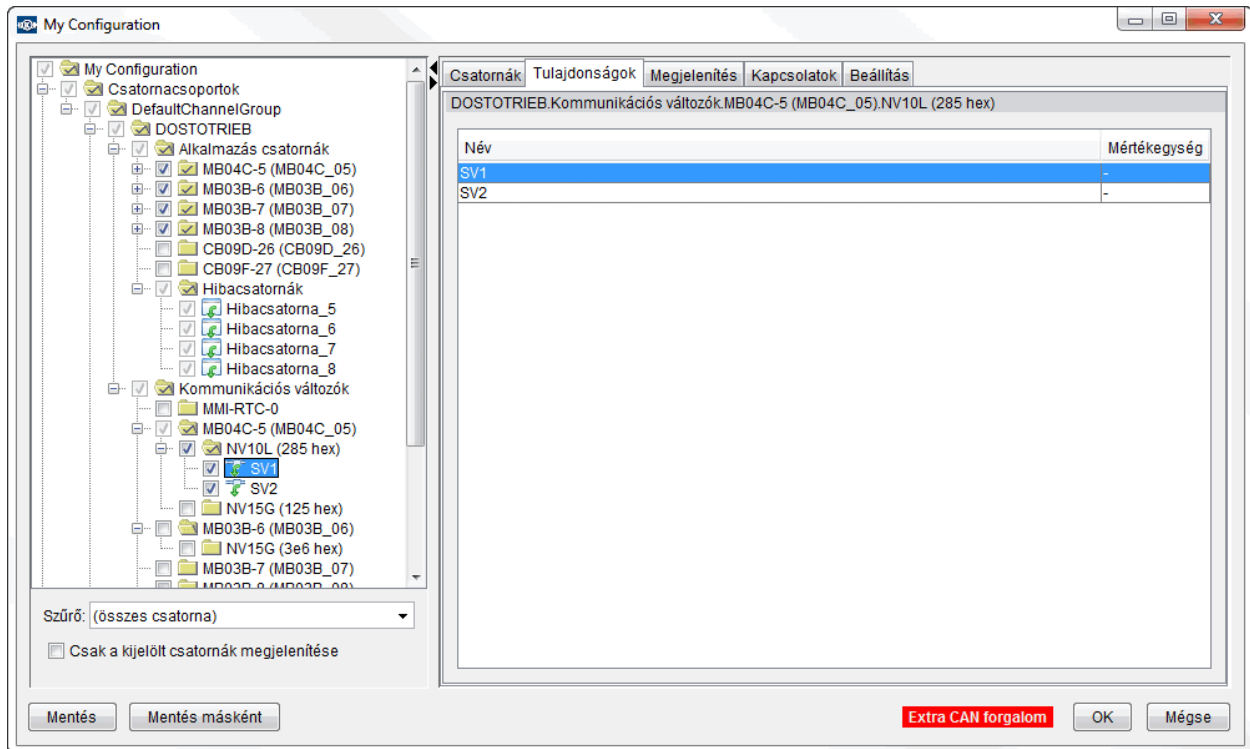 My Configuration
My Configuration
Csatornacsoportok
DefaultChannelGroup
DOSTOTRIEB
Alkalmazás csatornák
MB04C-5 (MB04C_05)
MB03B-6 (MB03B_06)
MB03B-7 (MB03B_07)
MB03B-8 (MB03B_08)
CB09D-26 (CB09D_26)
CB09F-27 (CB09F_27)
Hibacsatornák
Hibacsatorna_5
Hibacsatorna_6
Hibacsatorna_7
Hibacsatorna_8
Kommunikációs változók
MMI-RTC-0
MB04C-5 (MB04C_05)
NV10L (285 hex)
SV1
SV2
NV15G (125 hex)
MB03B-6 (MB03B_06)
NV15G (3e6 hex)
MB03B-7 (MB03B_07)
MB03B-8 (MB03B_08)
Szűrő: (összes csatorna)
Csak a kijelölt csatornák megjelenítése
Csatornák Tulajdonságok Megjelenítés Kapcsolatok Beállítás
DOSTOTRIEB.Kommunikációs változók.MB04C-5 (MB04C_05).NV10L (285 hex)
Név Mértékegység
SV1 -
SV2 -
Mentés Mentés másként Extra CAN forgalom OK Mégse